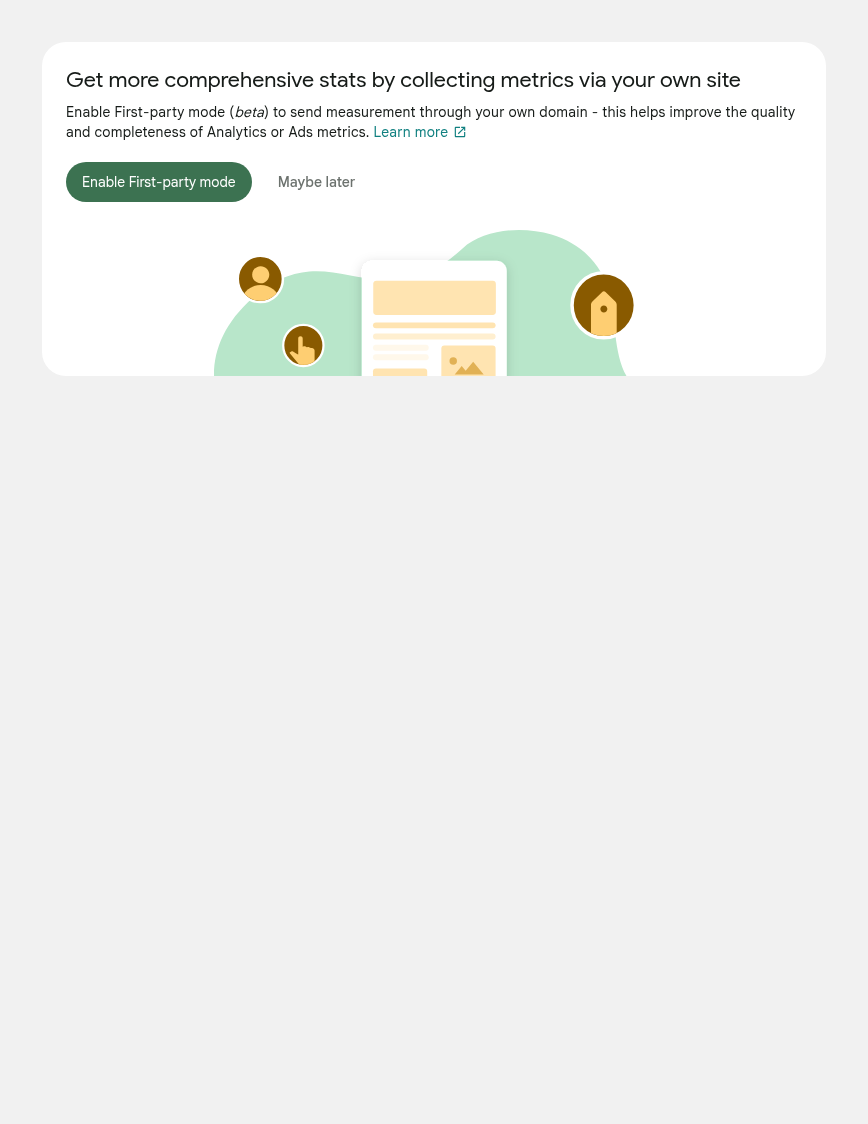 Get more comprehensive stats by collecting metrics via your own site
Enable First-party mode (beta) to send measurement through your own domain - this helps improve the quality
and completeness of Analytics or Ads metrics. Learn more
Enable First-party mode
Maybe later